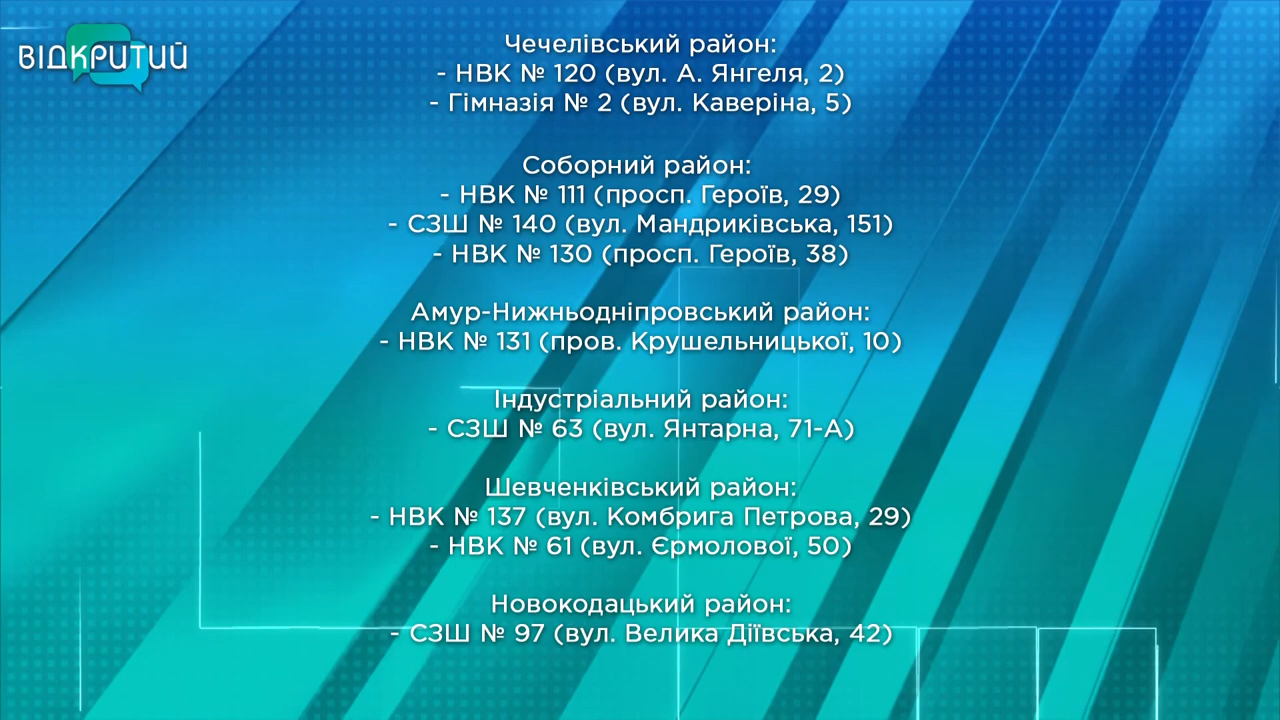 ВІДКРИТИЙ
Чечелівський район:
- НВК № 120 (вул. А. Янгеля, 2)
- Гімназія № 2 (вул. Каверіна, 5)
Соборний район:
- НВК № 111 (просп. Героїв, 29)
- СЗШ № 140 (вул. Мандриківська, 151)
- НВК № 130 (просп. Героїв, 38)
Амур-Нижньодніпровський район:
- НВК № 131 (пров. Крушельницької, 10)
Індустріальний район:
- СЗШ № 63 (вул. Янтарна, 71-А)
Шевченківський район:
- НВК № 137 (вул. Комбрига Петрова, 29)
- НВК № 61 (вул. Єрмолової, 50)
Новокодацький район:
- СЗШ № 97 (вул. Велика Діївська, 42)